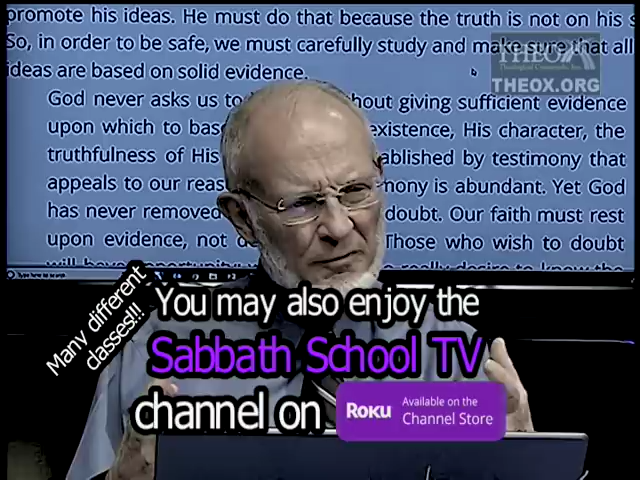 promote his ideas. He must do that because the truth is not on his s
So, in order to be safe, we must carefully study and make sure that all
ideas are based on solid evidence.
THEOX
THEOX.ORG
God never asks us to hout giving sufficient evidence
upon which to bas existence, His character, the
truthfulness of His ablished by testimony that
appeals to our reas mony is abundant. Yet God
has never removed doubt. Our faith must rest
upon evidence, not d Those who wish to doubt
Many different
classes!!!
You may also enjoy the
Sabbath School TV
channel on
ROKU
Available on the
Channel Store